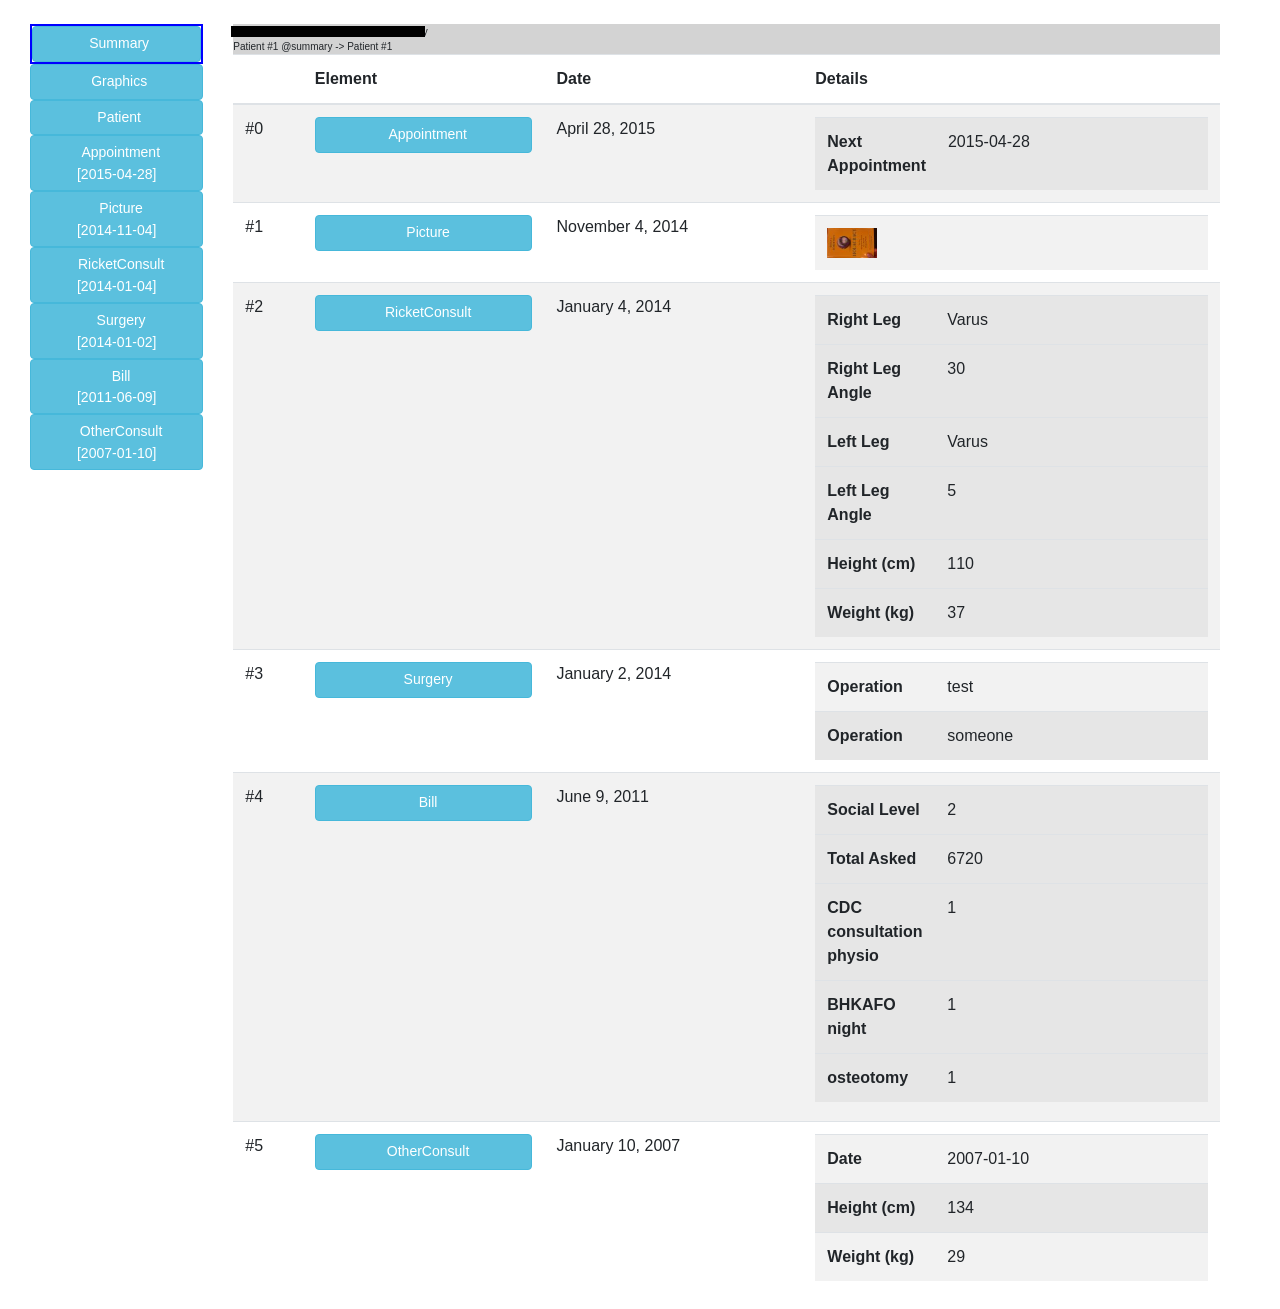 Summary
Graphics
Patient
Appointment
[2015-04-28]
Picture
[2014-11-04]
RicketConsult
[2014-01-04]
Surgery
[2014-01-02]
Bill
[2011-06-09]
OtherConsult
[2007-01-10]
Patient #1 @summary -> Patient #1
Element Date Details
#0 Appointment April 28, 2015
Next
Appointment 2015-04-28
#1 Picture November 4, 2014
#2 RicketConsult January 4, 2014
Right Leg Varus
Right Leg
Angle 30
Left Leg Varus
Left Leg
Angle 5
Height (cm) 110
Weight (kg) 37
#3 Surgery January 2, 2014
Operation test
Operation someone
#4 Bill June 9, 2011
Social Level 2
Total Asked 6720
CDC
consultation
physio 1
BHKAFO
night 1
osteotomy 1
#5 OtherConsult January 10, 2007
Date 2007-01-10
Height (cm) 134
Weight (kg) 29